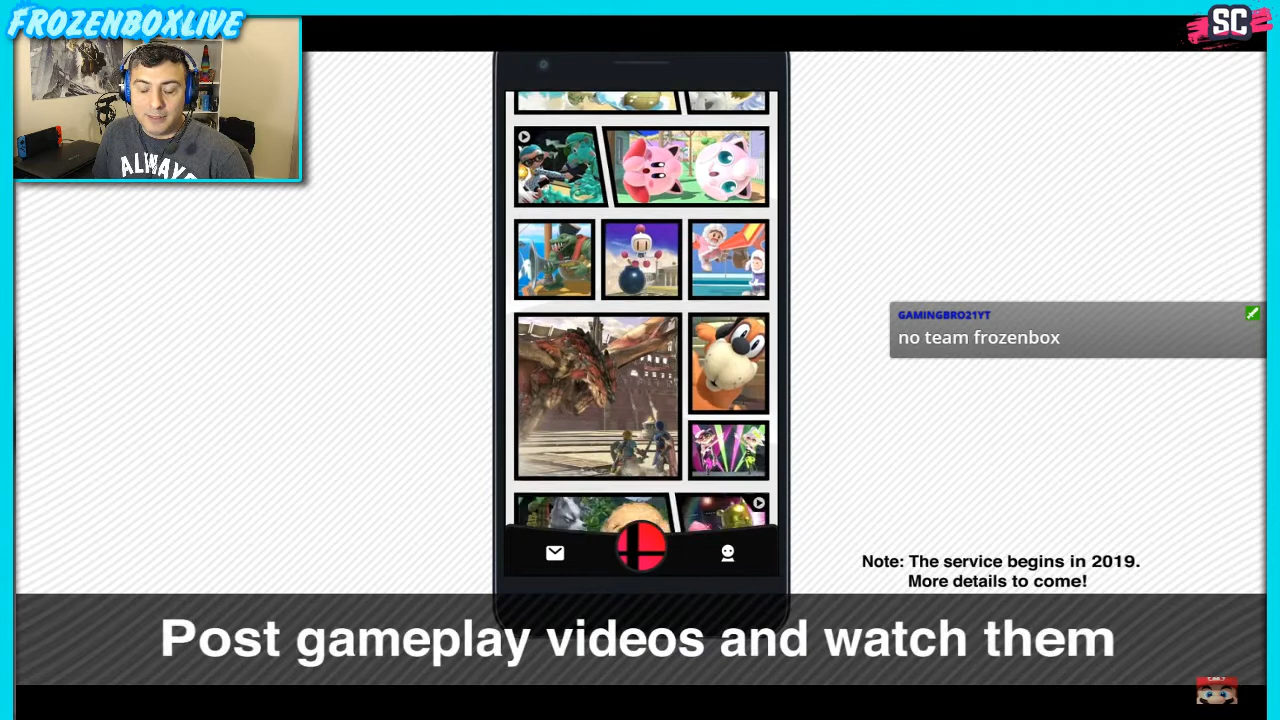 FROZENBOXLIVE
SC
ALWAYS
GAMINGBRO21YT
no team frozenbox
Note: The service begins in 2019.
More details to come!
Post gameplay videos and watch them